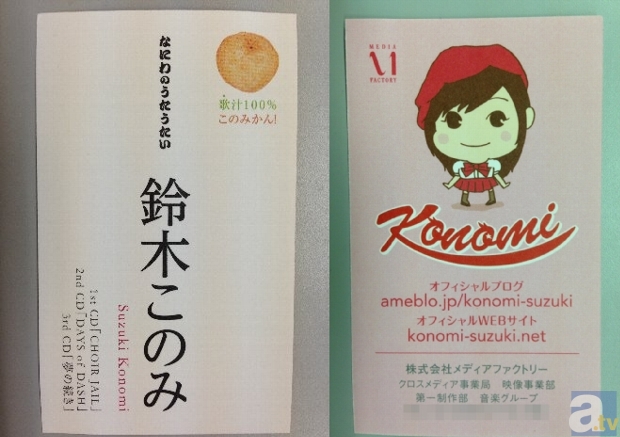 なにわのうたうたい
歌汁100%
このみかん!
鈴木このみ
Suzuki Konomi
1st CD「CHOIR JAIL」
2nd CD「DAYS of DASH」
3rd CD「夢の続き」
MEDIA
FACTORY
Konomi
オフィシャルブログ
ameblo.jp/konomi-suzuki
オフィシャルWEBサイト
konomi-suzuki.net
株式会社メディアファクトリー
クロスメディア事業局 映像事業部
第一制作部 音楽グループ
a.tv